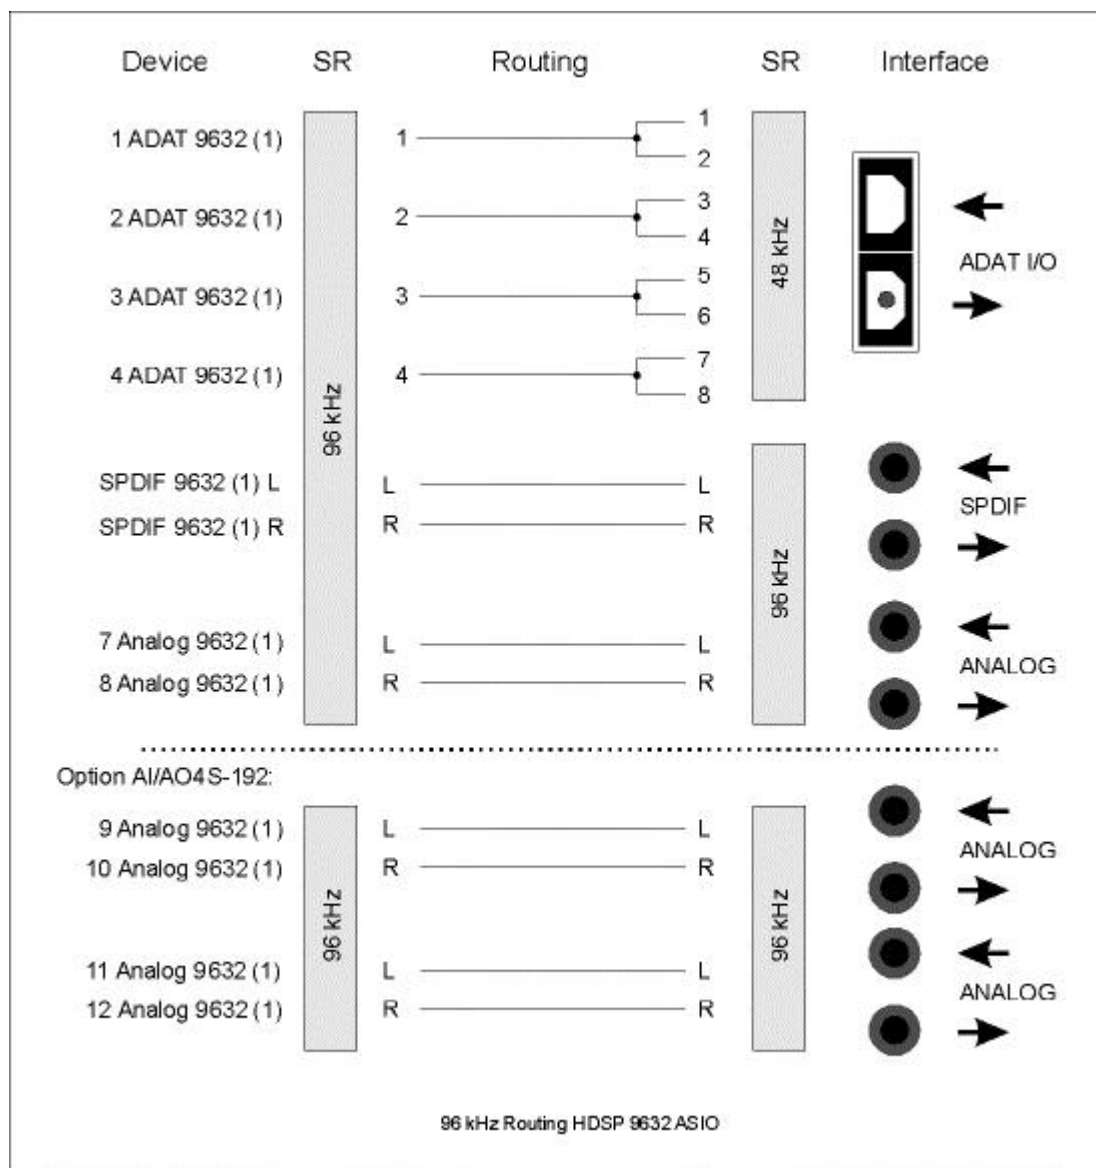 Device SR Routing SR Interface
1 ADAT 9632 (1) 1 1
2
2 ADAT 9632 (1) 2 3
4
3 ADAT 9632 (1) 3 5
6
4 ADAT 9632 (1) 4 7
8
96 kHz
48 kHz
ADAT I/O
SPDIF 9632 (1) L L L
SPDIF 9632 (1) R R R
SPDIF
96 kHz
7 Analog 9632 (1) L L
8 Analog 9632 (1) R R
ANALOG
Option AI/AO4S-192:
9 Analog 9632 (1) L L
10 Analog 9632 (1) R R
ANALOG
96 kHz
96 kHz
11 Analog 9632 (1) L L
12 Analog 9632 (1) R R
ANALOG
96 kHz Routing HDSP 9632 ASIO